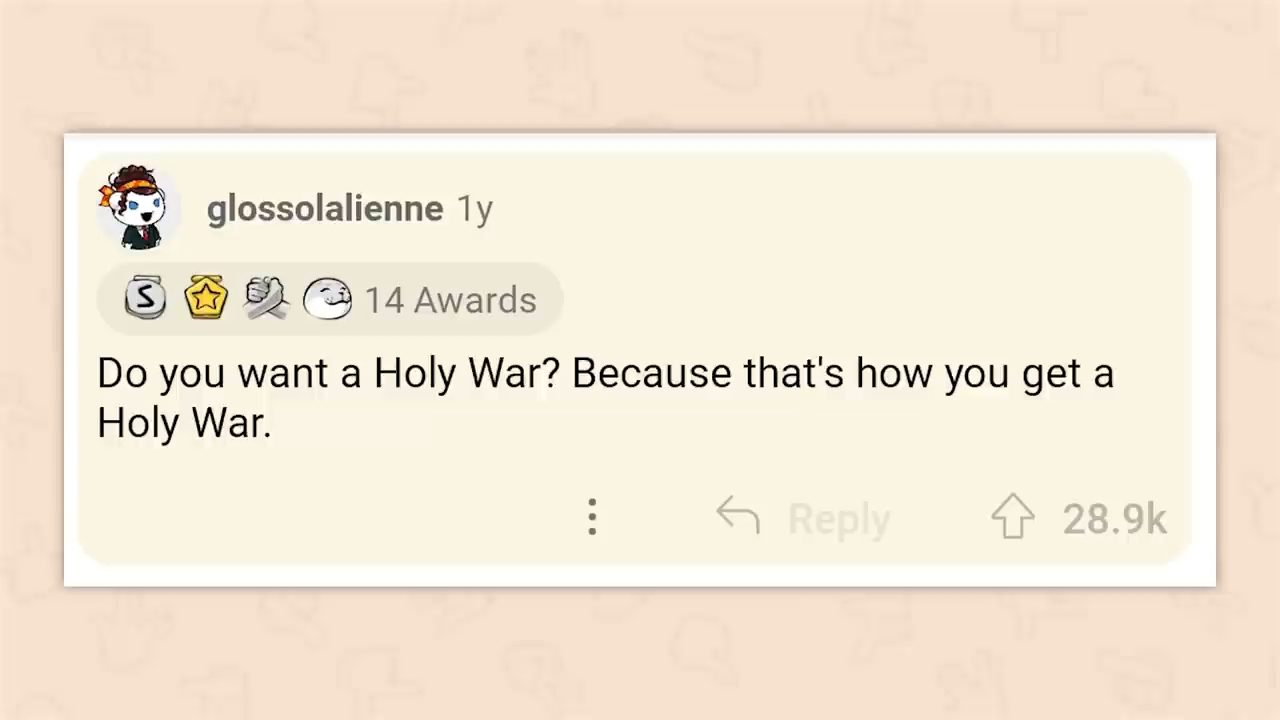 glossolalienne 1y
14 Awards
Do you want a Holy War? Because that's how you get a
Holy War.
Reply 28.9k